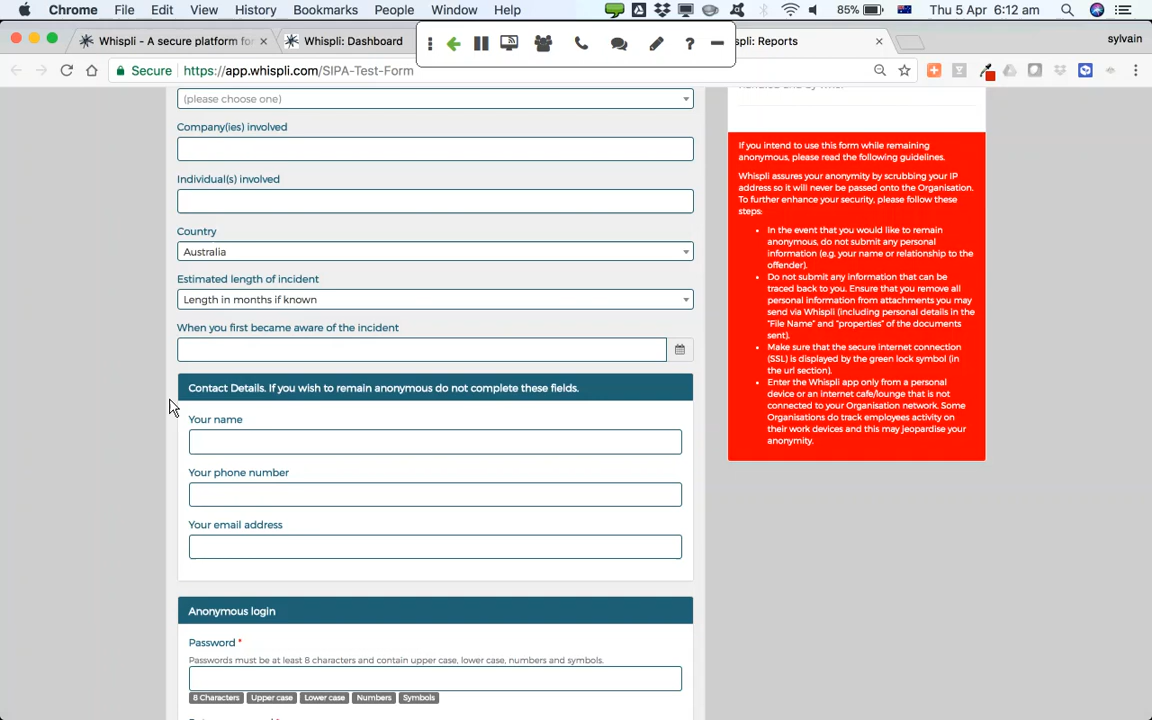 Chrome File Edit View History Bookmarks People Window Help 85% Thu 5 Apr 6:12 am
Whispli - A secure platform for
Whispli: Dashboard
pli: Reports
sylvain
Secure https://app.whispli.com/SIPA-Test-Form
(please choose one)
Company(ies) involved
Individual(s) involved
Country
Australia
Estimated length of incident
Length in months if known
When you first became aware of the incident
Contact Details. If you wish to remain anonymous do not complete these fields.
Your name
Your phone number
Your email address
Anonymous login
Password *
Passwords must be at least 8 characters and contain upper case, lower case, numbers and symbols.
8 Characters Upper case Lower case Numbers Symbols
If you intend to use this form while remaining
anonymous, please read the following guidelines.
Whispli assures your anonymity by scrubbing your IP
address so it will never be passed onto the Organisation.
To further enhance your security, please follow these
steps:
• In the event that you would like to remain
anonymous, do not submit any personal
information (e.g. your name or relationship to the
offender).
• Do not submit any information that can be
traced back to you. Ensure that you remove all
personal information from attachments you may
send via Whispli (including personal details in the
"File Name" and "properties" of the documents
sent).
• Make sure that the secure internet connection
(SSL) is displayed by the green lock symbol (in
the url section).
• Enter the Whispli app only from a personal
device or an internet cafe/lounge that is not
connected to your Organisation network. Some
Organisations do track employees activity on
their work devices and this may jeopardise your
anonymity.